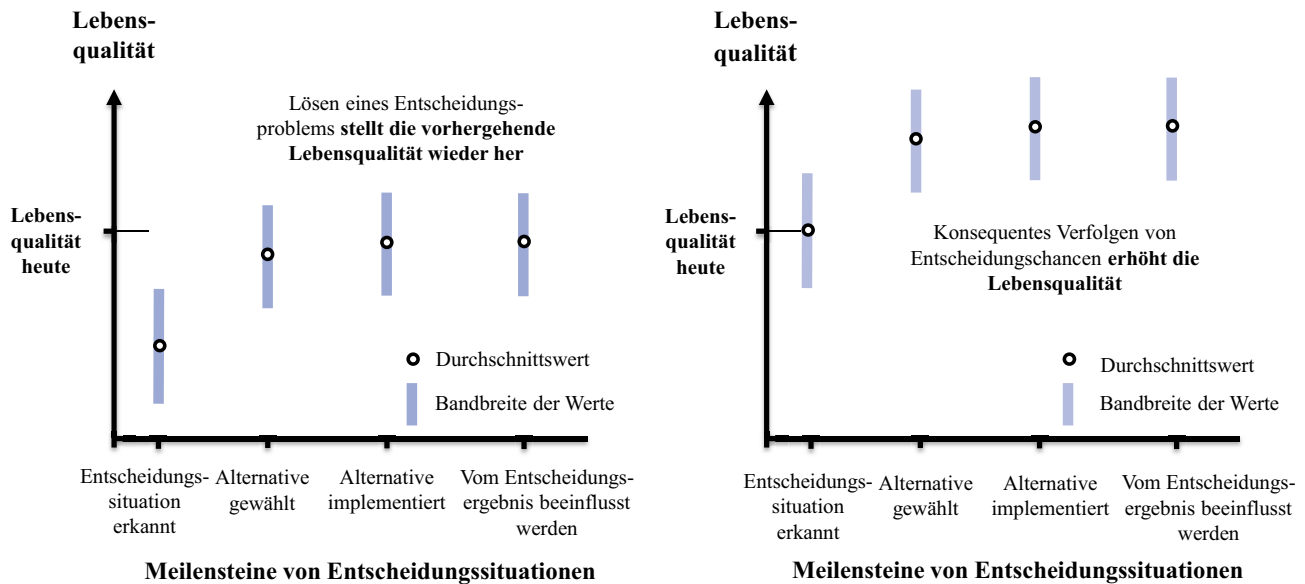 Lebens-
qualität
Lösen eines Entscheidungs-
problems stellt die vorhergehende
Lebensqualität wieder her
Lebens-
qualität
heute
Durchschnittswert
Bandbreite der Werte
Entscheidungs-
situation
erkannt
Alternative
gewählt
Alternative
implementiert
Vom Entscheidungs-
ergebnis beeinflusst
werden
Meilensteine von Entscheidungssituationen
Lebens-
qualität
Lebens-
qualität
heute
Konsequentes Verfolgen von
Entscheidungschancen erhöht die
Lebensqualität
Durchschnittswert
Bandbreite der Werte
Entscheidungs-
situation
erkannt
Alternative
gewählt
Alternative
implementiert
Vom Entscheidungs-
ergebnis beeinflusst
werden
Meilensteine von Entscheidungssituationen